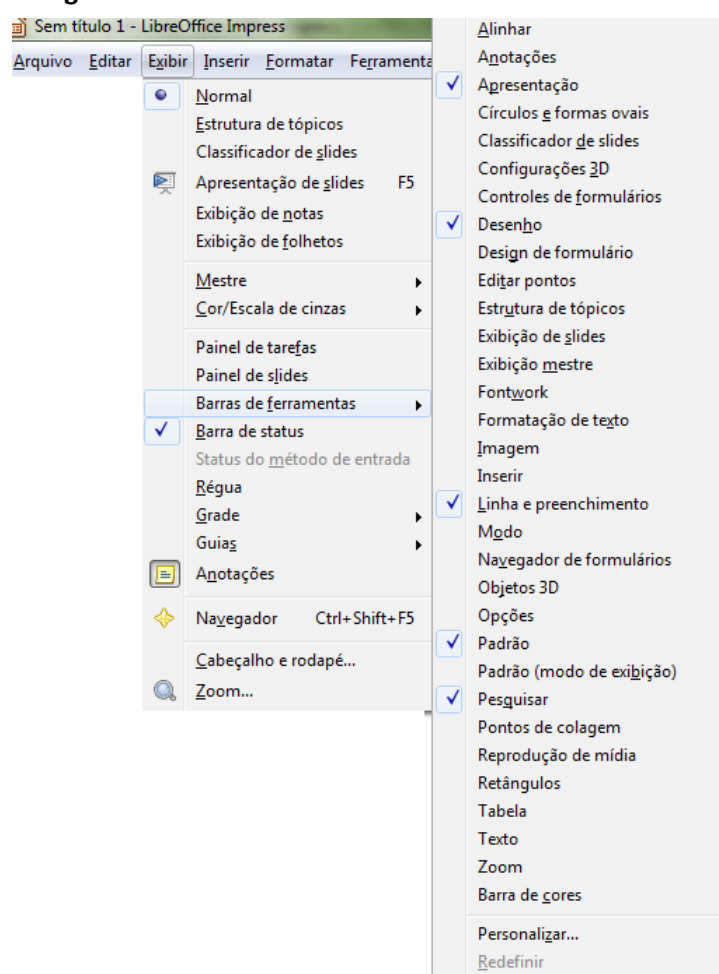 Sem título 1 - LibreOffice Impress
Arquivo Editar Exibir Inserir Formatar Ferramenta
Normal
Estrutura de tópicos
Classificador de slides
Apresentação de slides F5
Exibição de notas
Exibição de folhetos
Mestre
Cor/Escala de cinzas
Painel de tarefas
Painel de slides
Barras de ferramentas
Barra de status
Status do método de entrada
Régua
Grade
Guias
Anotações
Navegador Ctrl+Shift+F5
Cabeçalho e rodapé...
Zoom...
Alinhar
Anotações
Apresentação
Círculos e formas ovais
Classificador de slides
Configurações 3D
Controles de formulários
Desenho
Design de formulário
Editar pontos
Estrutura de tópicos
Exibição de slides
Exibição mestre
Fontwork
Formatação de texto
Imagem
Inserir
Linha e preenchimento
Modo
Navegador de formulários
Objetos 3D
Opções
Padrão
Padrão (modo de exibição)
Pesquisar
Pontos de colagem
Reprodução de mídia
Retângulos
Tabela
Texto
Zoom
Barra de cores
Personalizar...
Redefinir